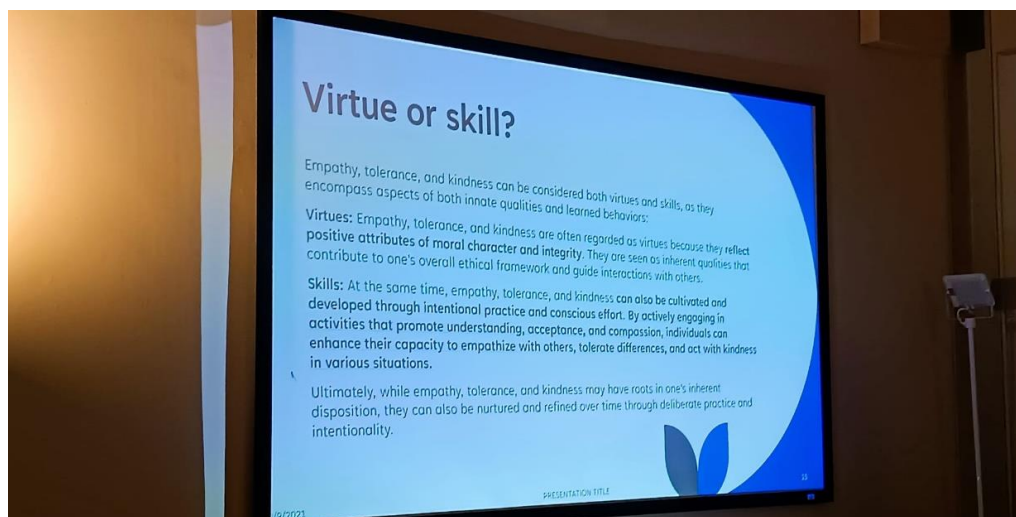 Virtue or skill?
Empathy, tolerance, and kindness can be considered both virtues and skills, as they
encompass aspects of both innate qualities and learned behaviors:
Virtues: Empathy, tolerance, and kindness are often regarded as virtues because they reflect
positive attributes of moral character and integrity. They are seen as inherent qualities that
contribute to one's overall ethical framework and guide interactions with others.
Skills: At the same time, empathy, tolerance, and kindness can also be cultivated and
developed through intentional practice and conscious effort. By actively engaging in
activities that promote understanding, acceptance, and compassion, individuals can
enhance their capacity to empathize with others, tolerate differences, and act with kindness
in various situations.
Ultimately, while empathy, tolerance, and kindness may have roots in one's inherent
disposition, they can also be nurtured and refined over time through deliberate practice and
intentionality.
/9/2021
PRESENTATION TITLE